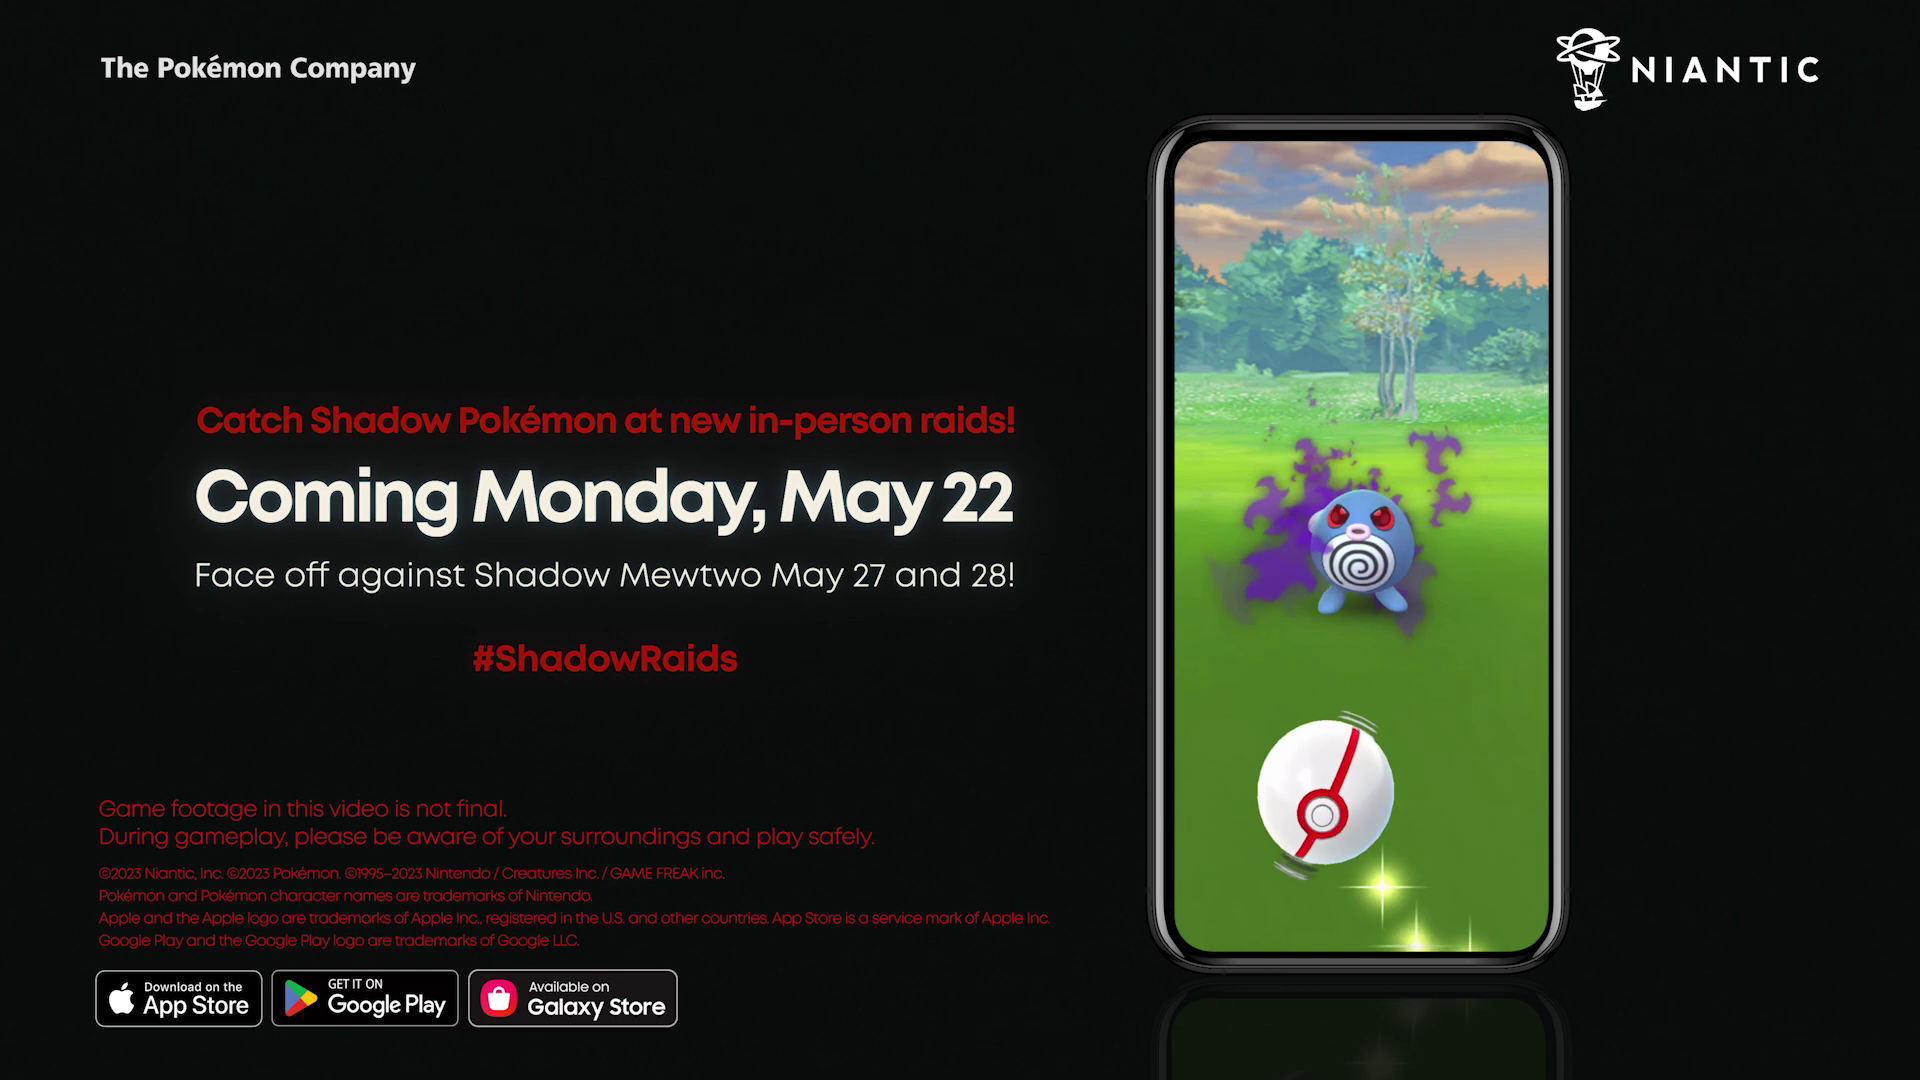 The Pokémon Company
NIANTIC
Catch Shadow Pokémon at new in-person raids!
Coming Monday, May 22
Face off against Shadow Mewtwo May 27 and 28!
#ShadowRaids
Game footage in this video is not final.
During gameplay, please be aware of your surroundings and play safely.
©2023 Niantic, Inc. ©2023 Pokémon. ©1995–2023 Nintendo / Creatures Inc. / GAME FREAK inc.
Pokémon and Pokémon character names are trademarks of Nintendo.
Apple and the Apple logo are trademarks of Apple Inc., registered in the U.S. and other countries. App Store is a service mark of Apple Inc.
Google Play and the Google Play logo are trademarks of Google LLC.
Download on the
App Store
GET IT ON
Google Play
Available on
Galaxy Store